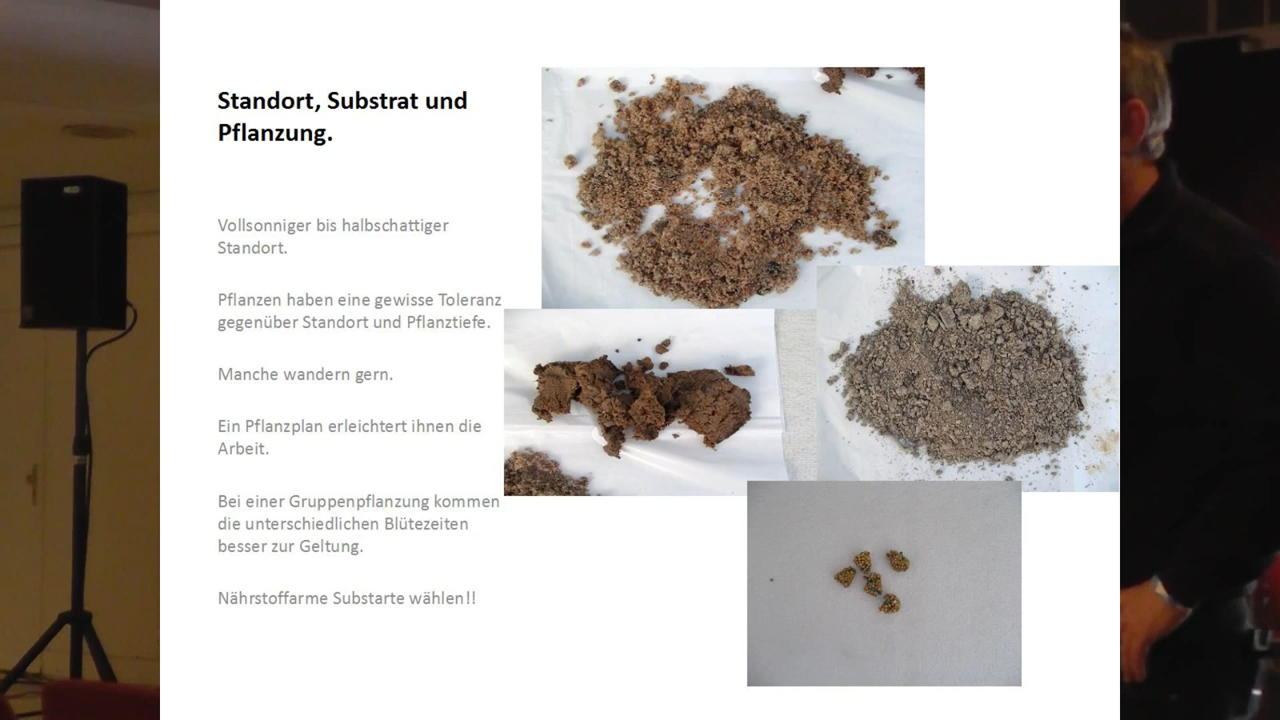 Standort, Substrat und
Pflanzung.
Vollsonniger bis halbschattiger
Standort.
Pflanzen haben eine gewisse Toleranz
gegenüber Standort und Pflanztiefe.
Manche wandern gern.
Ein Pflanzplan erleichtert ihnen die
Arbeit.
Bei einer Gruppenpflanzung kommen
die unterschiedlichen Blütezeiten
besser zur Geltung.
Nährstoffarme Substarte wählen!!